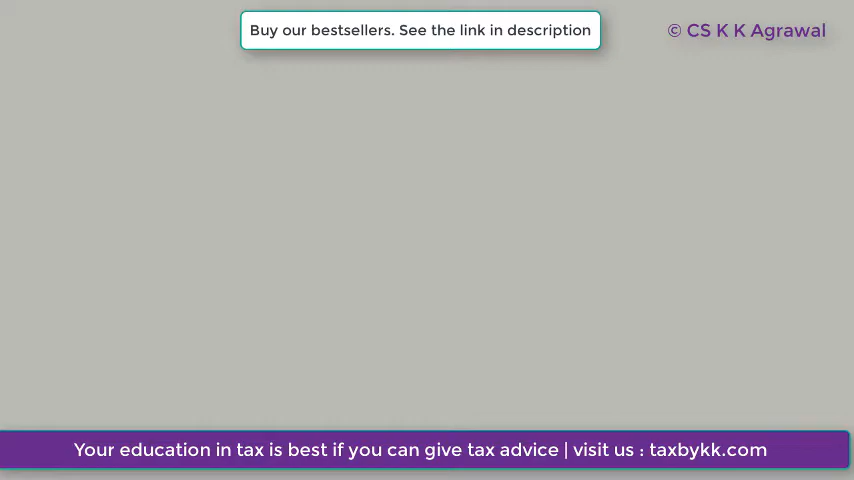 Buy our bestsellers. See the link in description
© CS K K Agrawal
Your education in tax is best if you can give tax advice | visit us : taxbykk.com